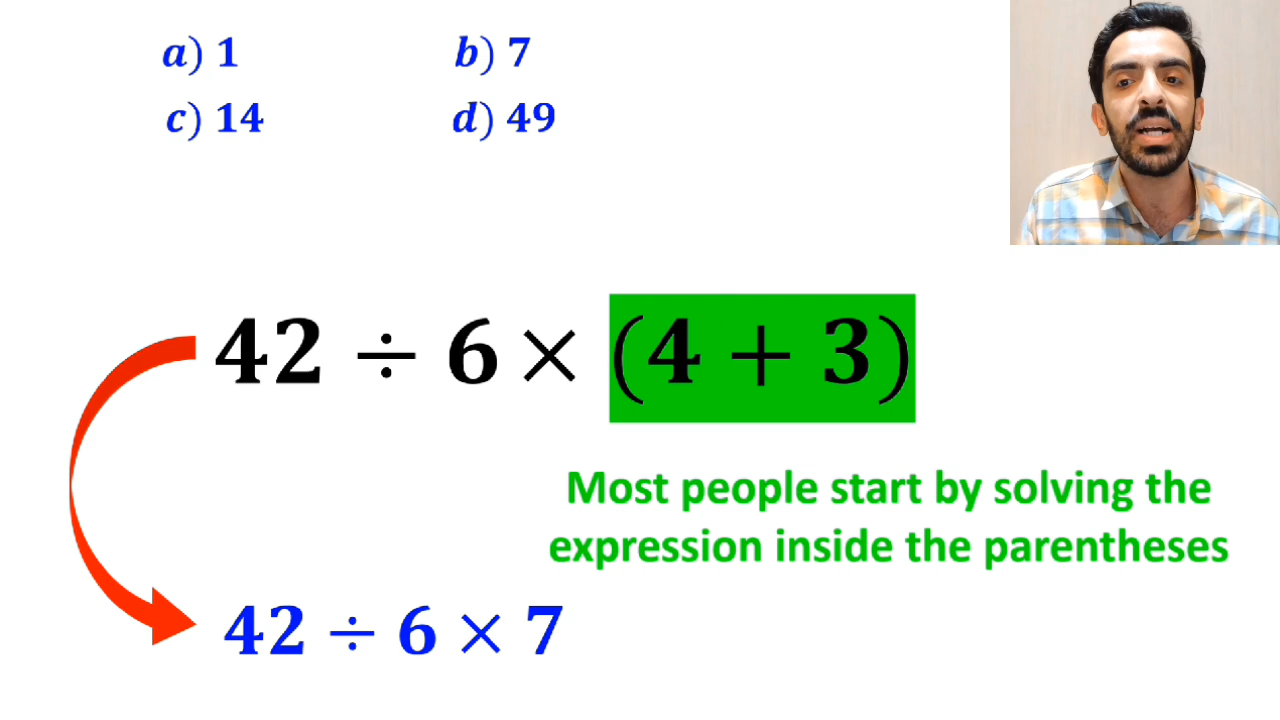 a) 1 b) 7
c) 14 d) 49
42 ÷ 6 × (4 + 3)
Most people start by solving the
expression inside the parentheses
42 ÷ 6 × 7